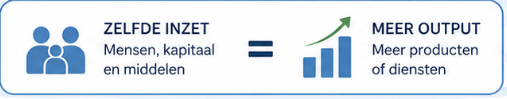 ZELFDE INZET
Mensen, kapitaal
en middelen
=
MEER OUTPUT
Meer producten
of diensten